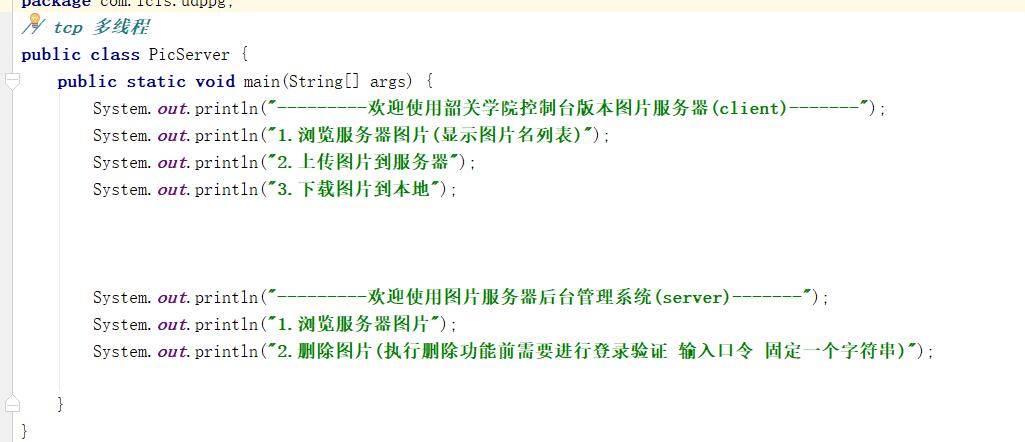 package com.icis.udppg;
// tcp 多线程
public class PicServer {
public static void main(String[] args) {
System.out.println("---------欢迎使用韶关学院控制台版本图片服务器(client)-------");
System.out.println("1.浏览服务器图片(显示图片名列表)");
System.out.println("2.上传图片到服务器");
System.out.println("3.下载图片到本地");
System.out.println("---------欢迎使用图片服务器后台管理系统(server)-------");
System.out.println("1.浏览服务器图片");
System.out.println("2.删除图片(执行删除功能前需要进行登录验证 输入口令 固定一个字符串)");
}
}